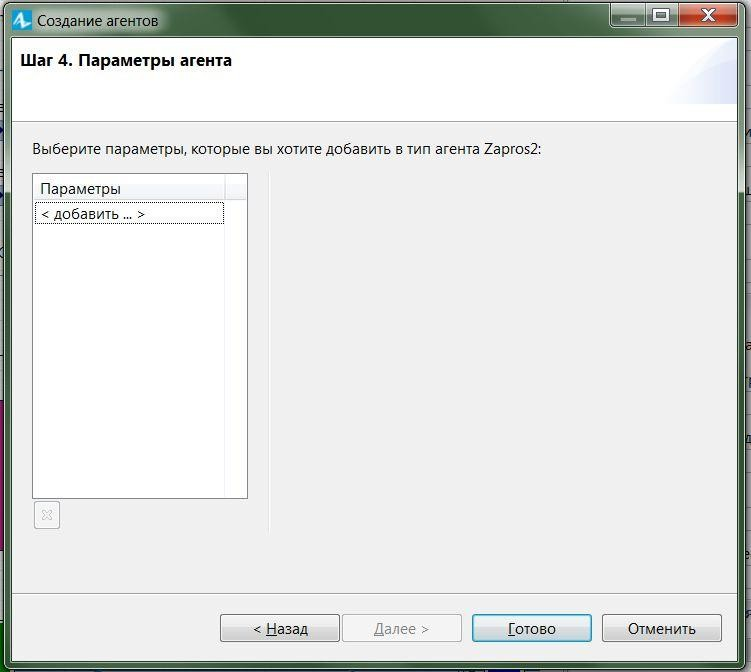 Создание агентов
Шаг 4. Параметры агента
Выберите параметры, которые вы хотите добавить в тип агента Zapros2:
Параметры
< добавить ... >
< Назад
Далее >
Готово
Отменить